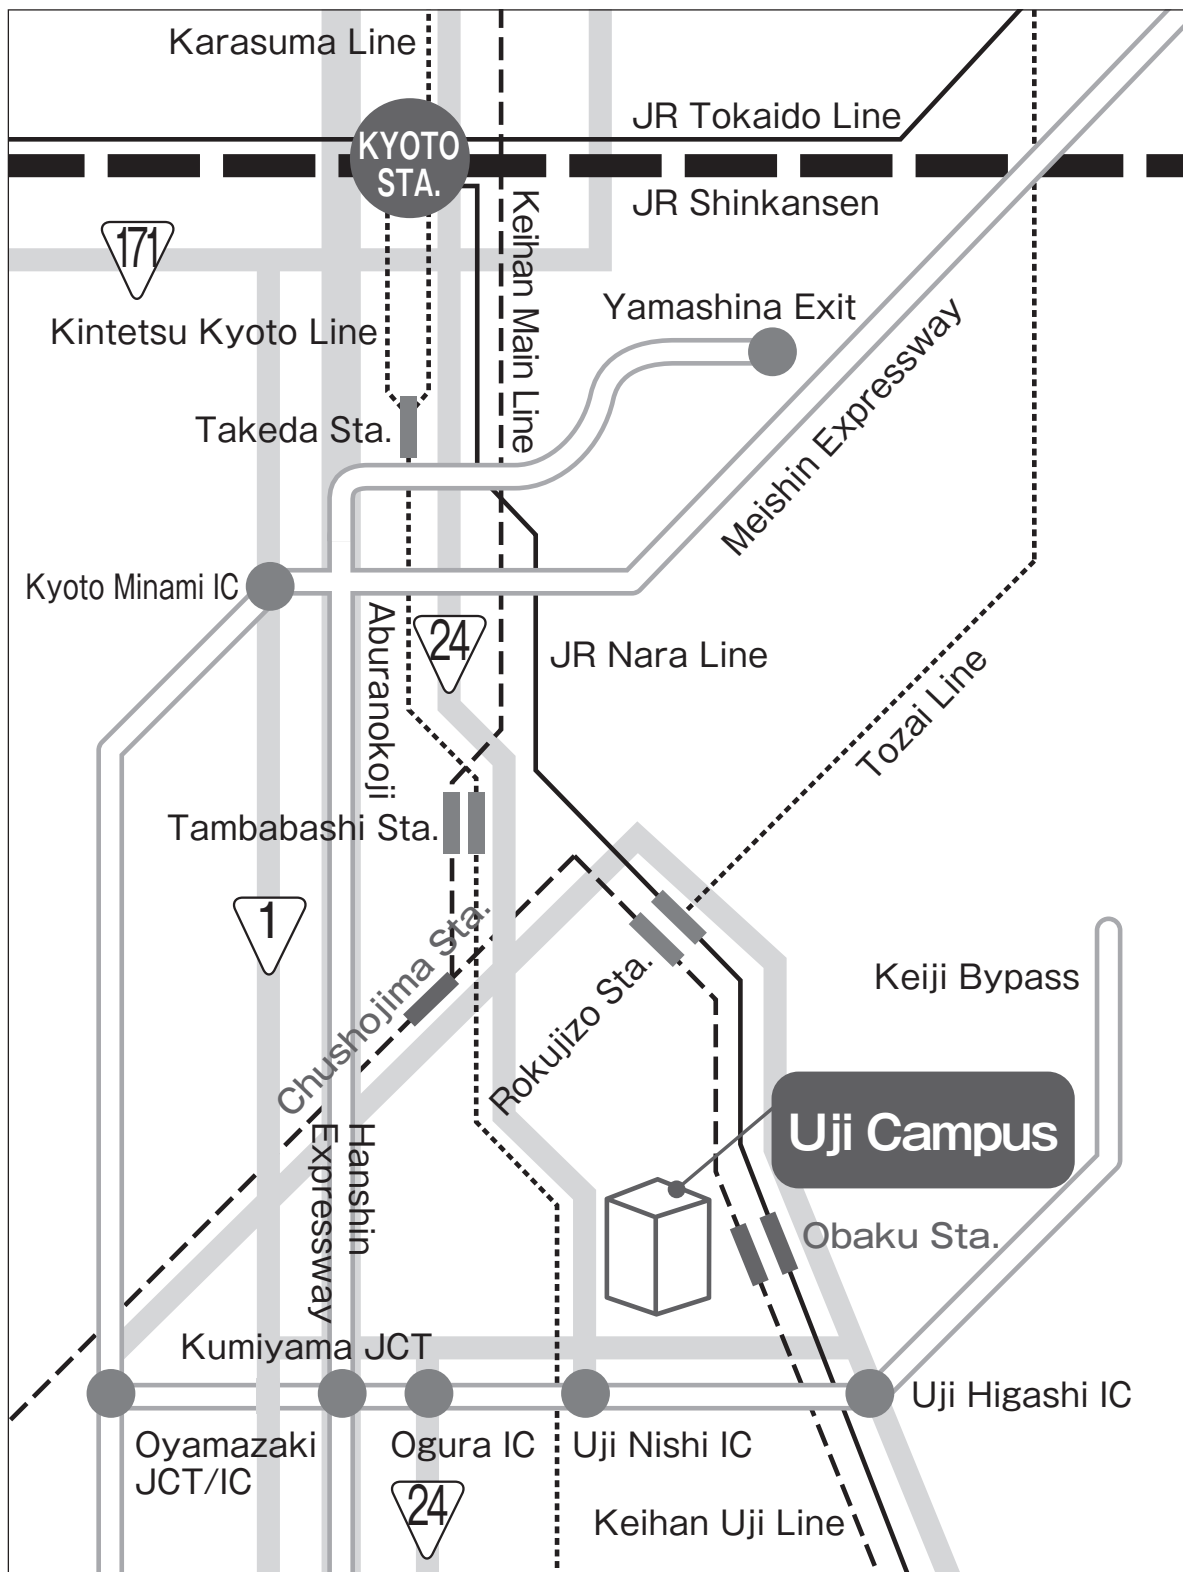 Karasuma Line
JR Tokaido Line
KYOTO
STA.
JR Shinkansen
Keihan Main Line
171
Yamashina Exit
Kintetsu Kyoto Line
Meishin Expressway
Takeda Sta.
Kyoto Minami IC
Aburanokoji
24
JR Nara Line
Tozai Line
Tambabashi Sta.
1
Chushojima Sta.
Rokujizo Sta.
Keiji Bypass
Uji Campus
Hanshin
Expressway
Obaku Sta.
Kumiyama JCT
Uji Higashi IC
Oyamazaki
JCT/IC
Ogura IC
Uji Nishi IC
24
Keihan Uji Line